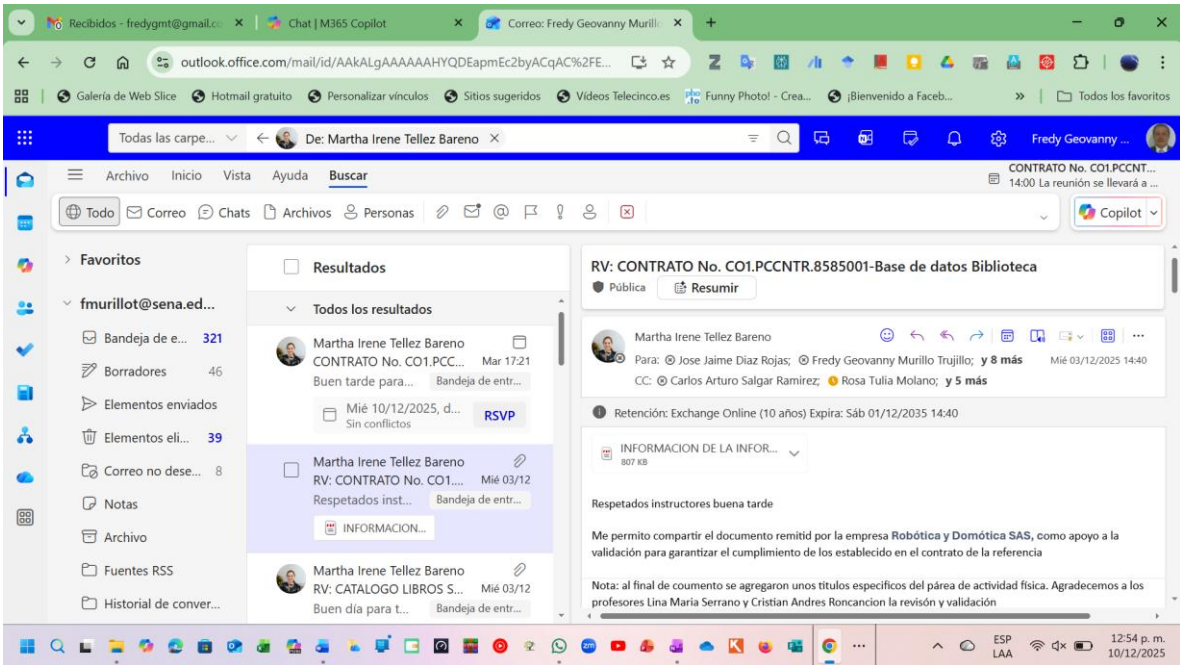 Recibidos - fredygmt@gmail.co
Chat | M365 Copilot
Correo: Fredy Geovanny Murillo
outlook.office.com/mail/id/AAkALgAAAAAAHYQDEapmEc2byACqAC%2FE...
Galería de Web Slice
Hotmail gratuito
Personalizar vínculos
Sitios sugeridos
Vídeos Telecinco.es
Funny Photo! - Crea...
¡Bienvenido a Faceb...
»
Todos los favoritos
Todas las carpe...
De: Martha Irene Tellez Bareno
Fredy Geovanny ...
Archivo Inicio Vista Ayuda Buscar
CONTRATO No. CO1.PCCNT...
14:00 La reunión se llevará a ...
Todo Correo Chats Archivos Personas
Copilot
Favoritos
fmurillot@sena.ed...
Bandeja de e... 321
Borradores 46
Elementos enviados
Elementos eli... 39
Correo no dese... 8
Notas
Archivo
Fuentes RSS
Historial de conver...
Resultados
Todos los resultados
Martha Irene Tellez Bareno
CONTRATO No. CO1.PCC... Mar 17:21
Buen tarde para... Bandeja de entr...
Mié 10/12/2025, d...
Sin conflictos
RSVP
Martha Irene Tellez Bareno
RV: CONTRATO No. CO1.... Mié 03/12
Respetados inst... Bandeja de entr...
INFORMACION...
Martha Irene Tellez Bareno
RV: CATALOGO LIBROS S... Mié 03/12
Buen día para t... Bandeja de entr...
RV: CONTRATO No. CO1.PCCNTR.8585001-Base de datos Biblioteca
Pública Resumir
Martha Irene Tellez Bareno
Para: Jose Jaime Diaz Rojas; Fredy Geovanny Murillo Trujillo; y 8 más Mié 03/12/2025 14:40
CC: Carlos Arturo Salgar Ramirez; Rosa Tulia Molano; y 5 más
Retención: Exchange Online (10 años) Expira: Sáb 01/12/2035 14:40
INFORMACION DE LA INFOR...
807 KB
Respetados instructores buena tarde
Me permito compartir el documento remitid por la empresa Robótica y Domótica SAS, como apoyo a la
validación para garantizar el cumplimiento de los establecido en el contrato de la referencia
Nota: al final de coumento se agregaron unos titulos especificos del párea de actividad física. Agradecemos a los
profesores Lina Maria Serrano y Cristian Andres Roncancion la revisón y validación
ESP
LAA
12:54 p. m.
10/12/2025